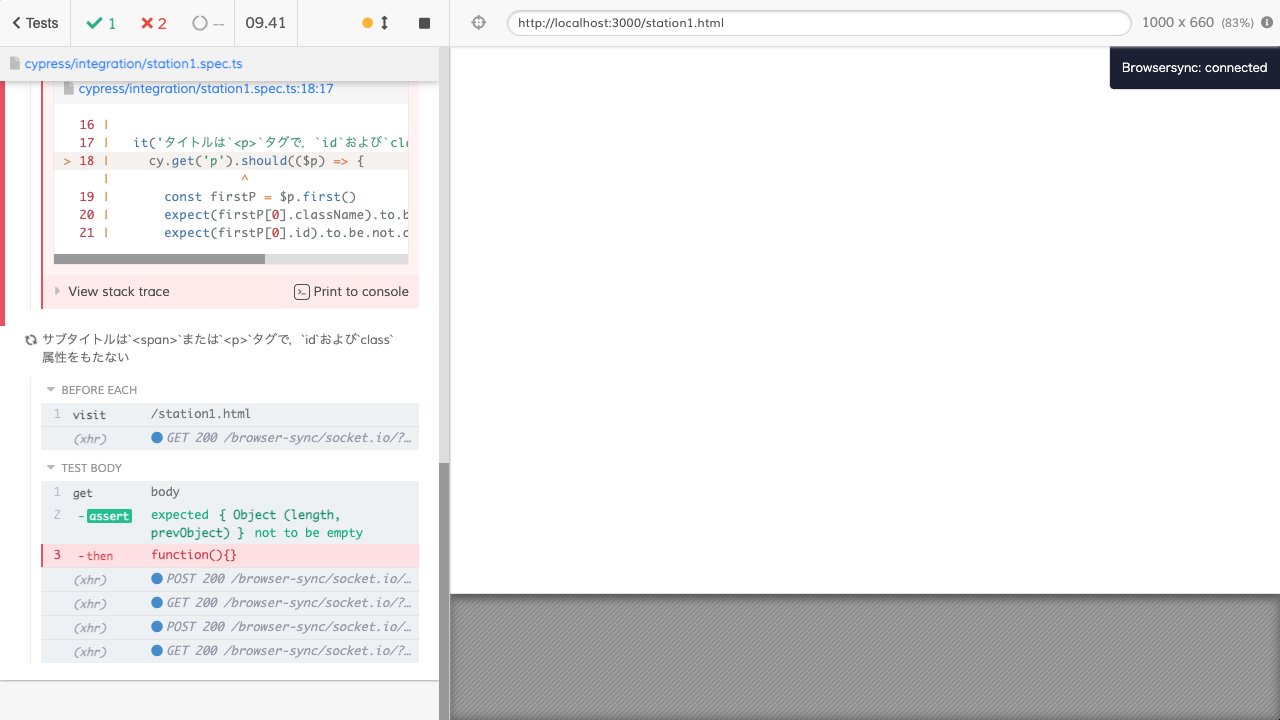 Tests 1 2 -- 09.41
http://localhost:3000/station1.html 1000 x 660 (83%)
cypress/integration/station1.spec.ts
Browsersync: connected
cypress/integration/station1.spec.ts:18:17
16 |
17 | it('タイトルは`<p>`タグで，`id`および`cl
> 18 | cy.get('p').should(($p) => {
| ^
19 | const firstP = $p.first()
20 | expect(firstP[0].className).to.b
21 | expect(firstP[0].id).to.be.not.
View stack trace Print to console
サブタイトルは`<span>`または`<p>`タグで，`id`および`class`
属性をもたない
BEFORE EACH
1 visit /station1.html
(xhr) GET 200 /browser-sync/socket.io/?…
TEST BODY
1 get body
2 -assert expected { Object (length,
prevObject) } not to be empty
3 -then function(){}
(xhr) POST 200 /browser-sync/socket.io/…
(xhr) GET 200 /browser-sync/socket.io/?…
(xhr) POST 200 /browser-sync/socket.io/…
(xhr) GET 200 /browser-sync/socket.io/?…